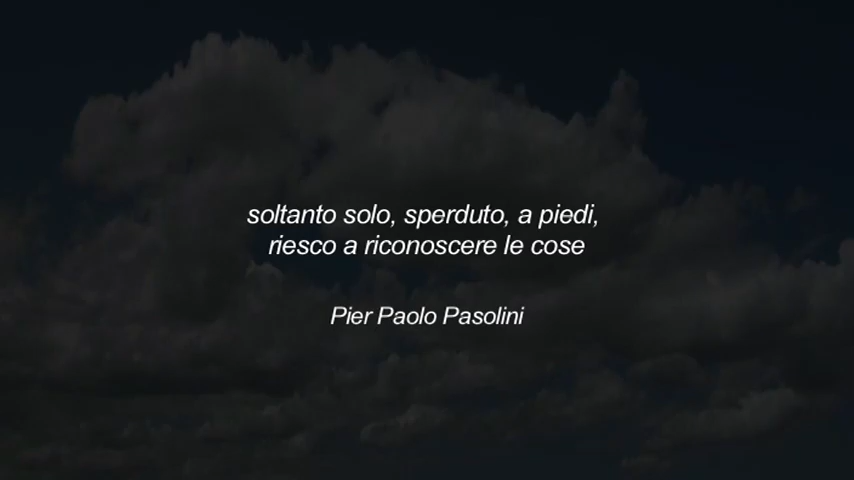 soltanto solo, sperduto, a piedi,
riesco a riconoscere le cose
Pier Paolo Pasolini